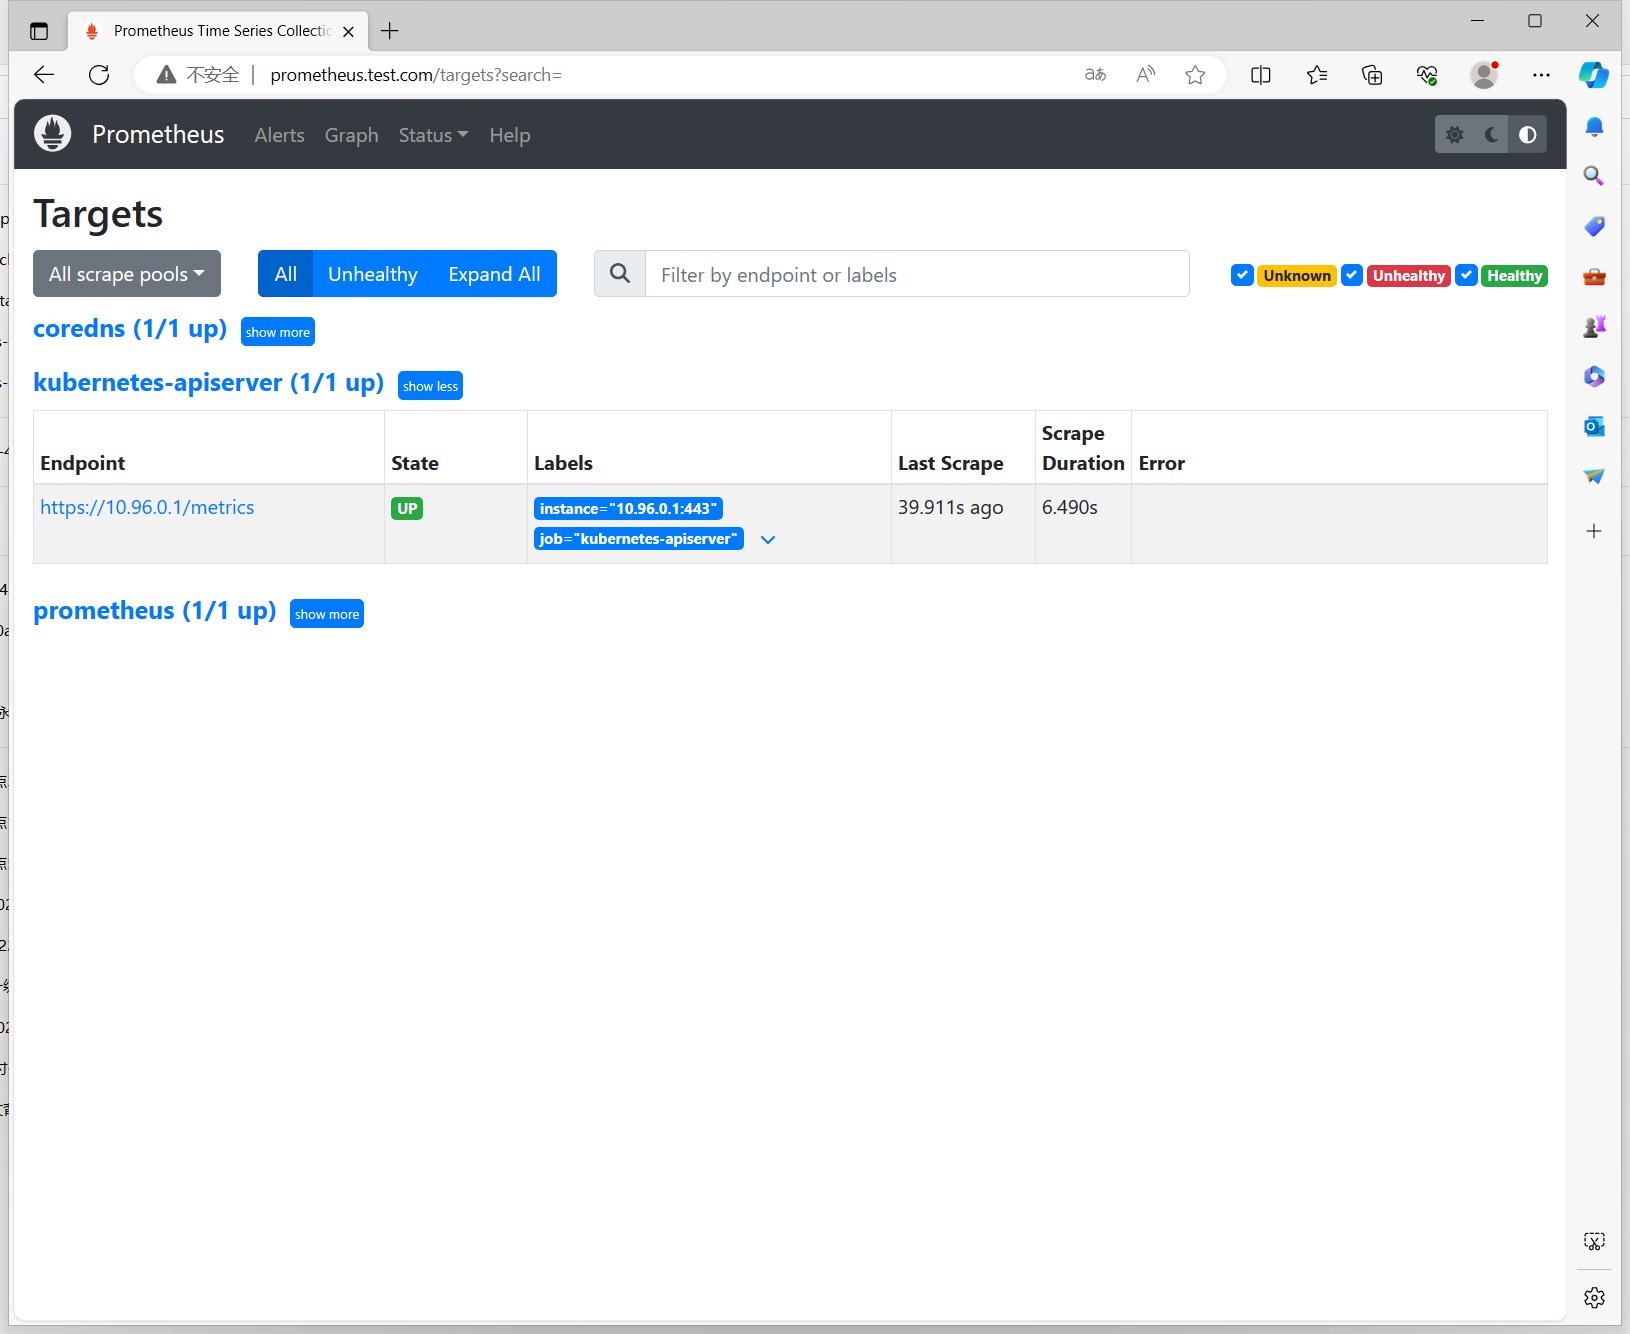 Prometheus Time Series Collectio
不安全 prometheus.test.com/targets?search=
Prometheus Alerts Graph Status Help
Targets
All scrape pools All Unhealthy Expand All Filter by endpoint or labels Unknown Unhealthy Healthy
coredns (1/1 up) show more
kubernetes-apiserver (1/1 up) show less
Endpoint State Labels Last Scrape Scrape Duration Error
https://10.96.0.1/metrics UP instance="10.96.0.1:443" 39.911s ago 6.490s
job="kubernetes-apiserver"
prometheus (1/1 up) show more